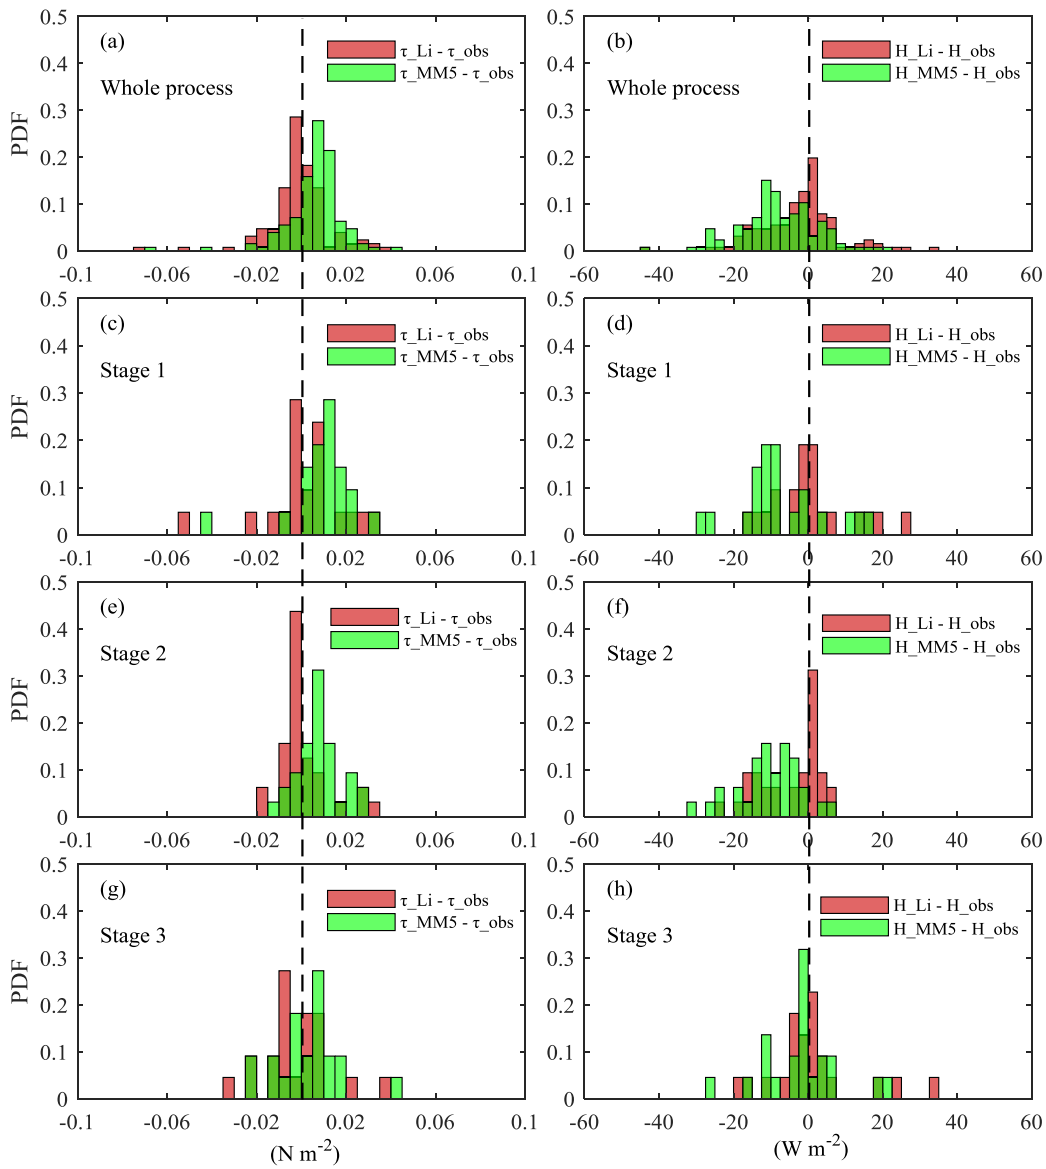 (a)
Whole process
τ_Li - τ_obs
τ_MM5 - τ_obs
PDF
0.5
0.4
0.3
0.2
0.1
0
-0.1 -0.06 -0.02 0.02 0.06 0.1
(b)
Whole process
H_Li - H_obs
H_MM5 - H_obs
0.5
0.4
0.3
0.2
0.1
0
-60 -40 -20 0 20 40 60
(c)
Stage 1
τ_Li - τ_obs
τ_MM5 - τ_obs
PDF
0.5
0.4
0.3
0.2
0.1
0
-0.1 -0.06 -0.02 0.02 0.06 0.1
(d)
Stage 1
H_Li - H_obs
H_MM5 - H_obs
0.5
0.4
0.3
0.2
0.1
0
-60 -40 -20 0 20 40 60
(e)
Stage 2
τ_Li - τ_obs
τ_MM5 - τ_obs
PDF
0.5
0.4
0.3
0.2
0.1
0
-0.1 -0.06 -0.02 0.02 0.06 0.1
(f)
Stage 2
H_Li - H_obs
H_MM5 - H_obs
0.5
0.4
0.3
0.2
0.1
0
-60 -40 -20 0 20 40 60
(g)
Stage 3
τ_Li - τ_obs
τ_MM5 - τ_obs
PDF
0.5
0.4
0.3
0.2
0.1
0
-0.1 -0.06 -0.02 0.02 0.06 0.1
(N m⁻²)
(h)
Stage 3
H_Li - H_obs
H_MM5 - H_obs
0.5
0.4
0.3
0.2
0.1
0
-60 -40 -20 0 20 40 60
(W m⁻²)